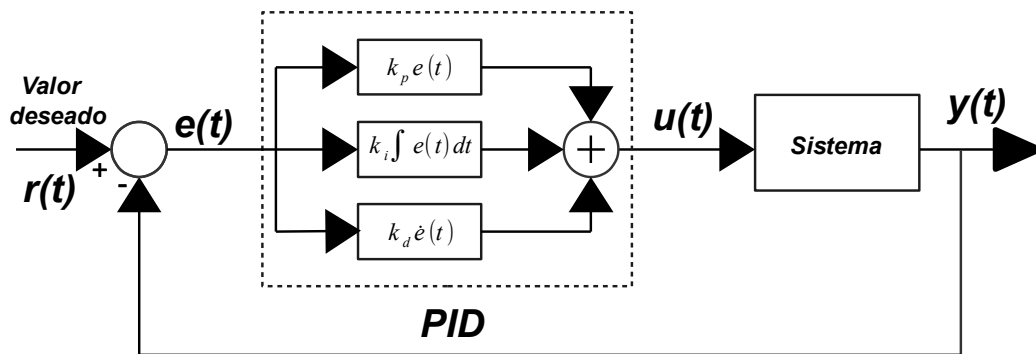 Valor
deseado
r(t)
+
-
e(t)
k_p e(t)
k_i ∫ e(t) dt
k_d ė(t)
+
u(t)
Sistema
y(t)
PID